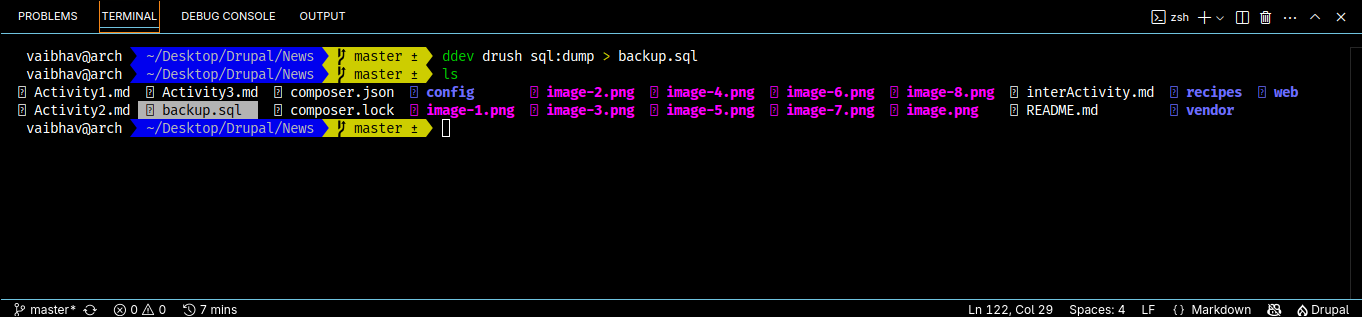 PROBLEMS TERMINAL DEBUG CONSOLE OUTPUT zsh
vaibhav@arch ~/Desktop/Drupal/News master ± ddev drush sql:dump > backup.sql
vaibhav@arch ~/Desktop/Drupal/News master ± ls
Activity1.md Activity3.md composer.json config image-2.png image-4.png image-6.png image-8.png interActivity.md recipes web
Activity2.md backup.sql composer.lock image-1.png image-3.png image-5.png image-7.png image.png README.md vendor
vaibhav@arch ~/Desktop/Drupal/News master ±
master* 0 0 7 mins Ln 122, Col 29 Spaces: 4 LF {} Markdown Drupal